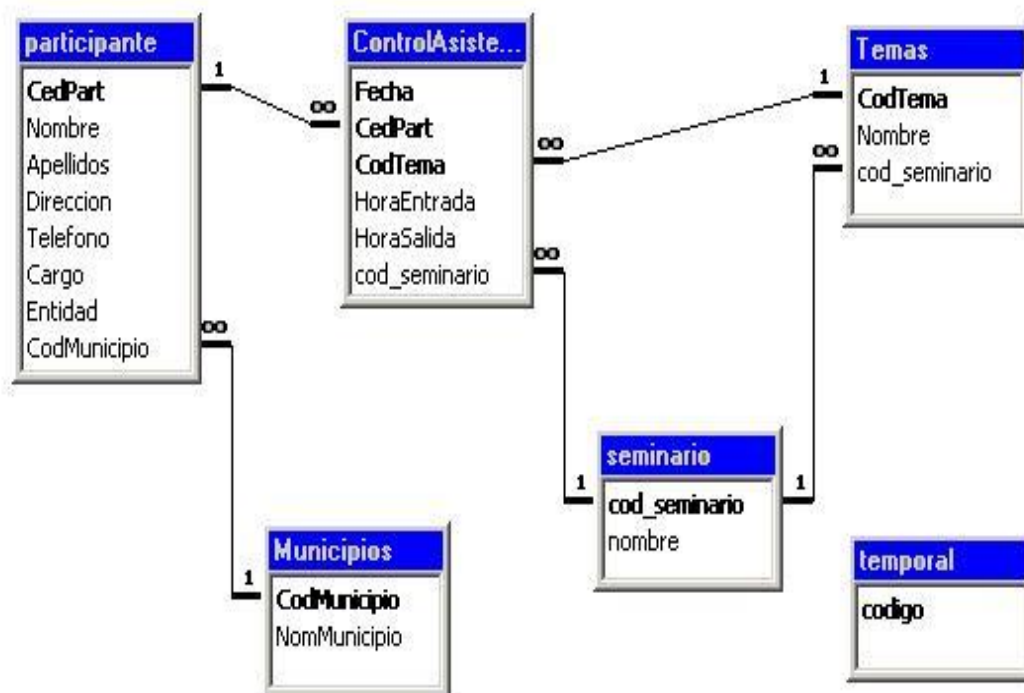 participante
CedPart
Nombre
Apellidos
Direccion
Telefono
Cargo
Entidad
CodMunicipio
ControlAsiste...
Fecha
CedPart
CodTema
HoraEntrada
HoraSalida
cod_seminario
Temas
CodTema
Nombre
cod_seminario
1
∞
∞
1
∞
∞
∞
1
1
1
seminario
cod_seminario
nombre
Municipios
CodMunicipio
NomMunicipio
temporal
codigo